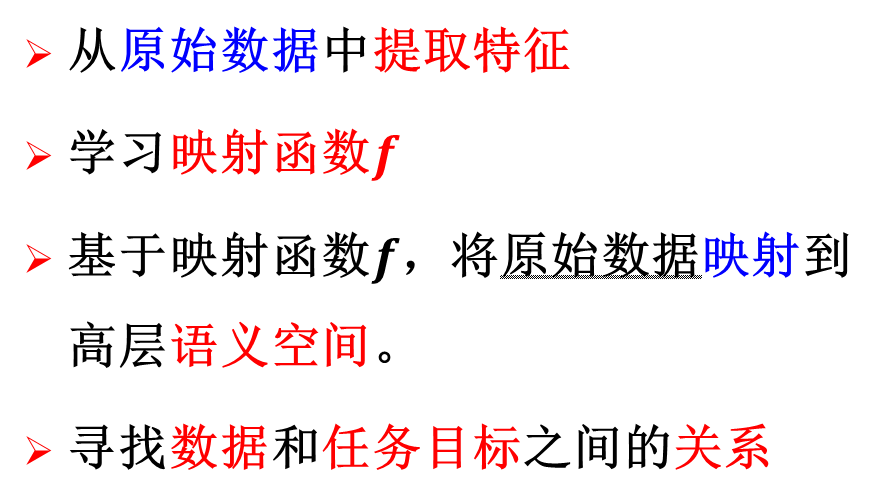 ➢ 从原始数据中提取特征
➢ 学习映射函数f
➢ 基于映射函数f，将原始数据映射到
高层语义空间。
➢ 寻找数据和任务目标之间的关系